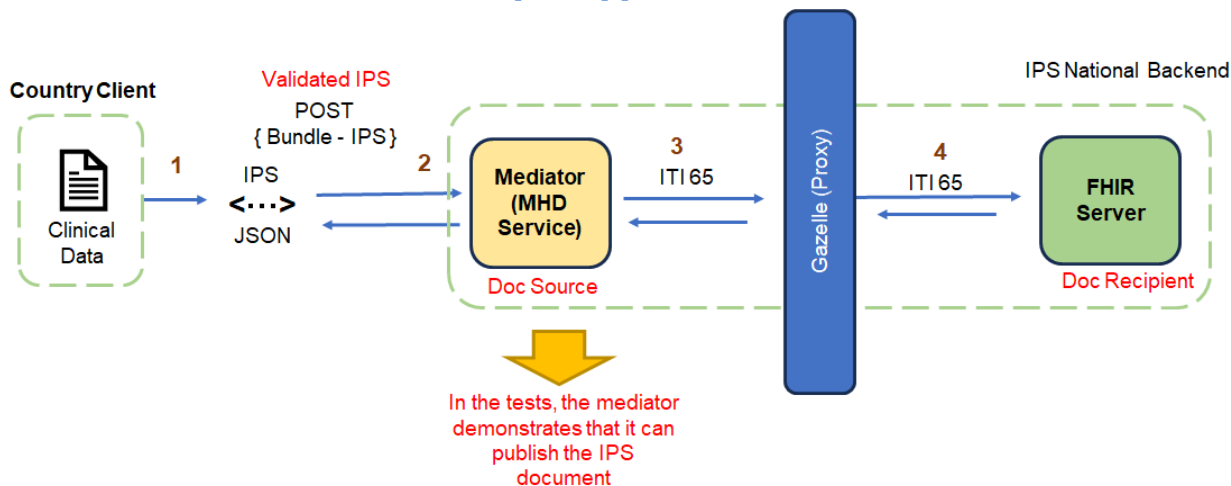 Country Client
Clinical
Data
1
Validated IPS
POST
{ Bundle - IPS }
IPS
<···>
JSON
2
Mediator
(MHD
Service)
Doc Source
3
ITI 65
Gazelle (Proxy)
IPS National Backend
4
ITI 65
FHIR
Server
Doc Recipient
In the tests, the mediator
demonstrates that it can
publish the IPS
document